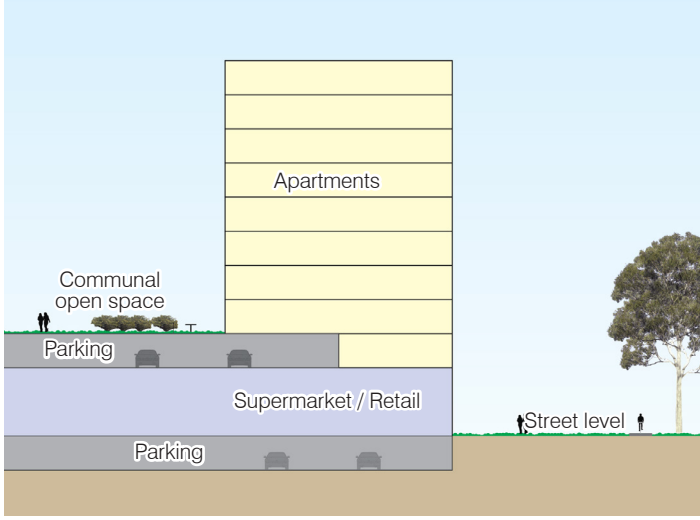 Apartments
Communal
open space
Parking
Supermarket / Retail
Street level
Parking